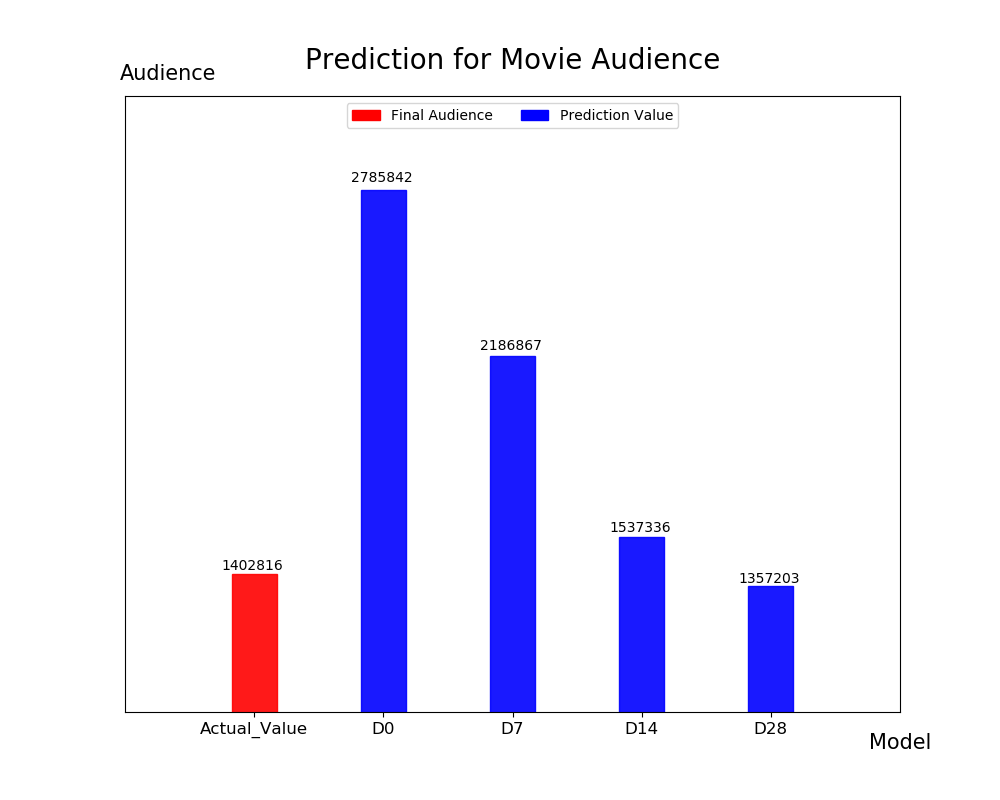 Prediction for Movie Audience
Audience
Final Audience
Prediction Value
2785842
2186867
1537336
1402816
1357203
Actual_Value
D0
D7
D14
D28
Model